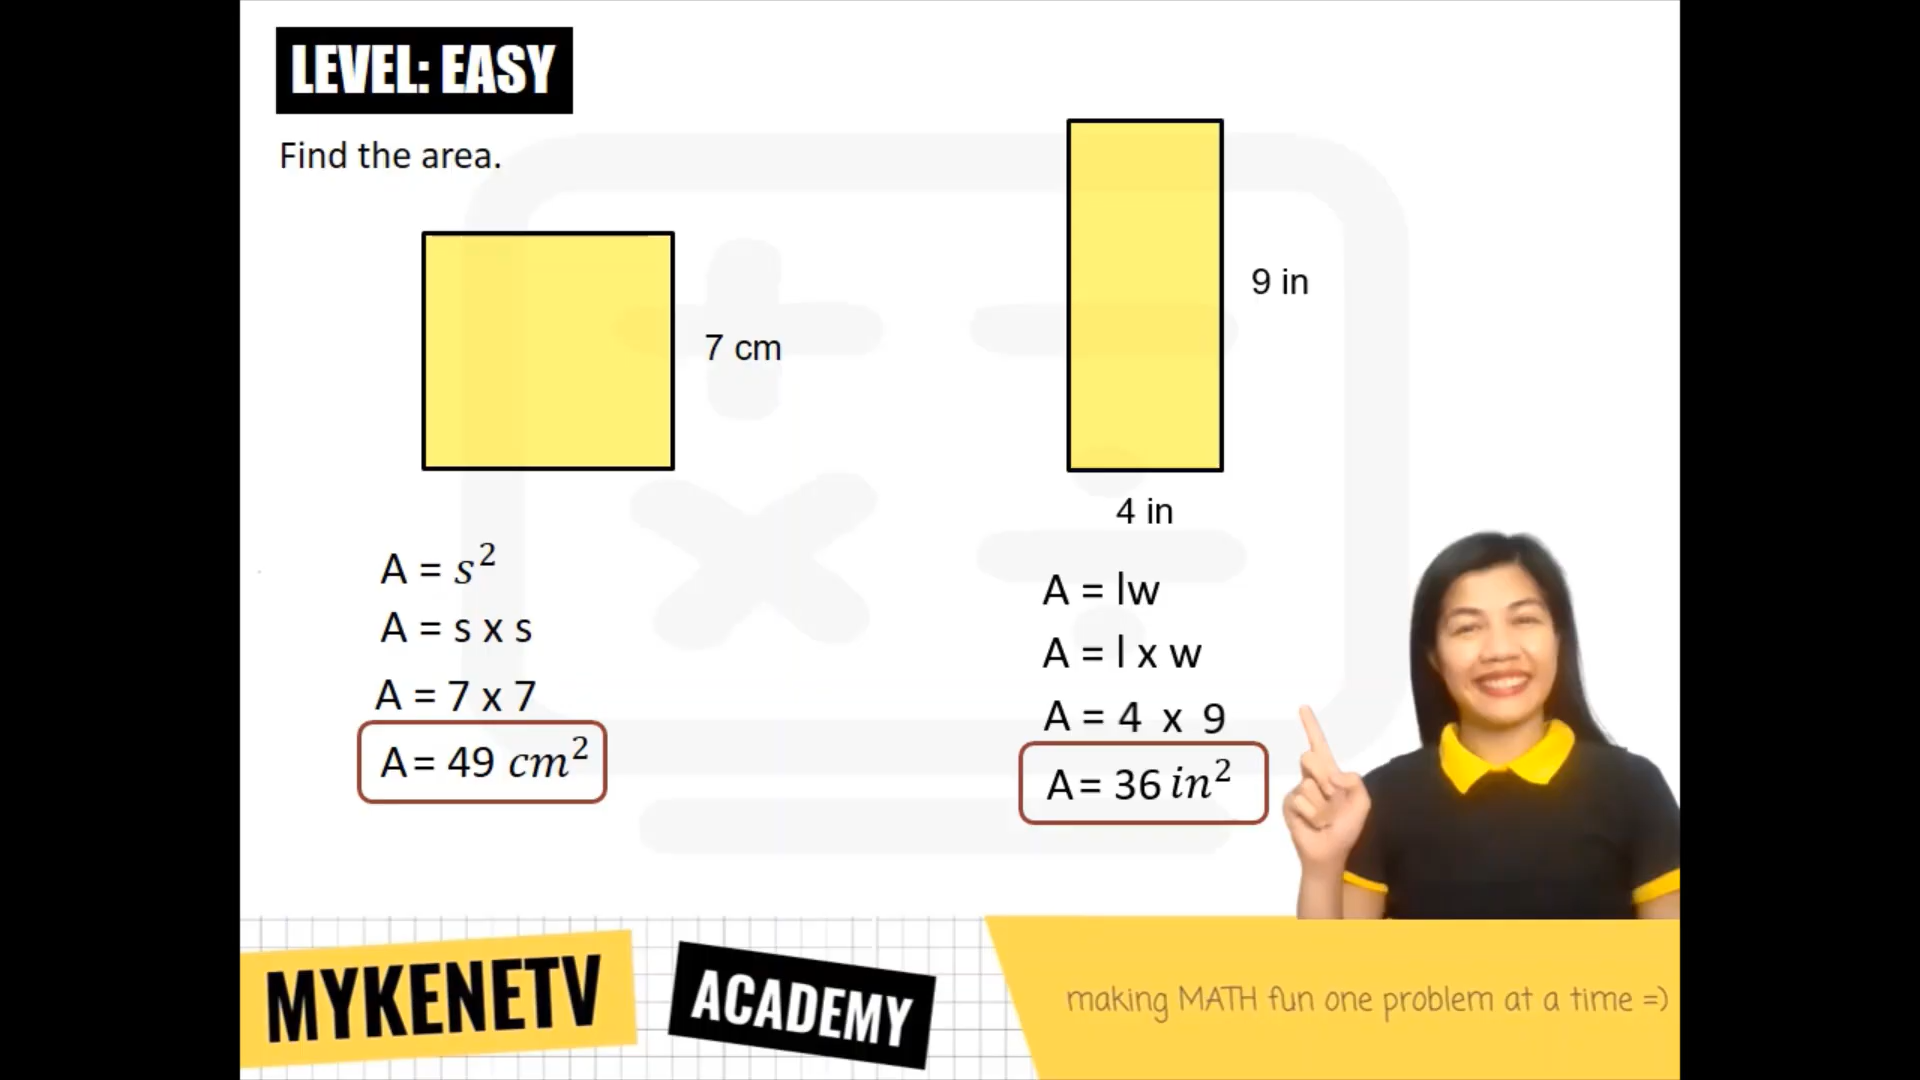 LEVEL: EASY
Find the area.
7 cm
A = s²
A = s x s
A = 7 x 7
A = 49 cm²
9 in
4 in
A = lw
A = l x w
A = 4 x 9
A = 36 in²
MYKENETV
ACADEMY
making MATH fun one problem at a time =)